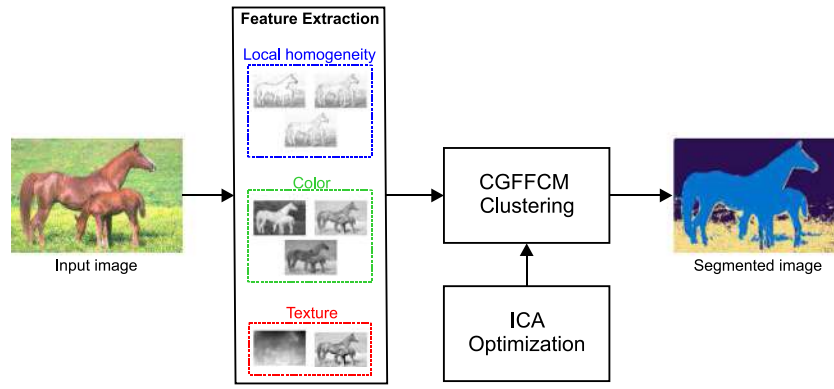 Feature Extraction
Local homogeneity
Color
Texture
Input image
CGFFCM
Clustering
ICA
Optimization
Segmented image